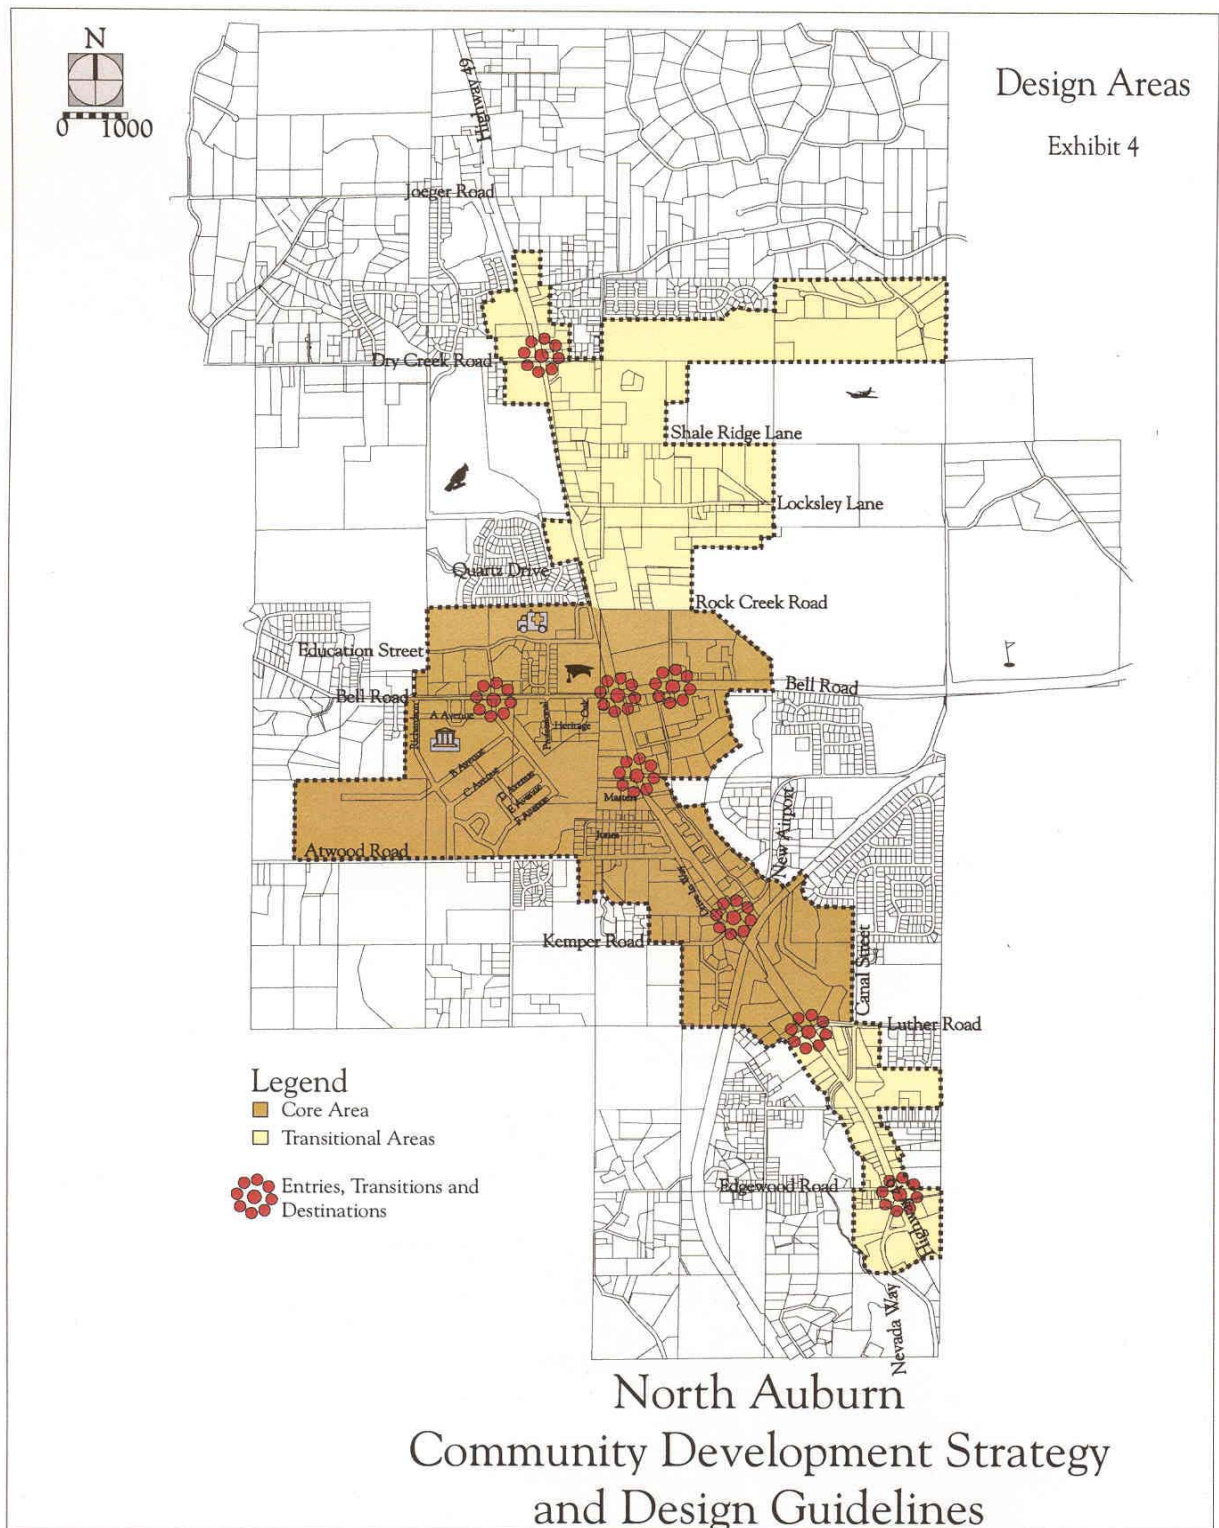 N
0 1000
Design Areas
Exhibit 4
Highway 49
Joeger Road
Dry Creek Road
Shale Ridge Lane
Locksley Lane
Quartz Drive
Rock Creek Road
Education Street
Bell Road
Bell Road
Richardson
A Avenue
Professional
Oak
Heritage
B Avenue
C Avenue
D Avenue
E Avenue
F Avenue
Masters
Jones
New Airport
Atwood Road
Kemper Road
Canal Street
Luther Road
Legend
Core Area
Transitional Areas
Entries, Transitions and
Destinations
Edgewood Road
Highway
Nevada Way
North Auburn
Community Development Strategy
and Design Guidelines